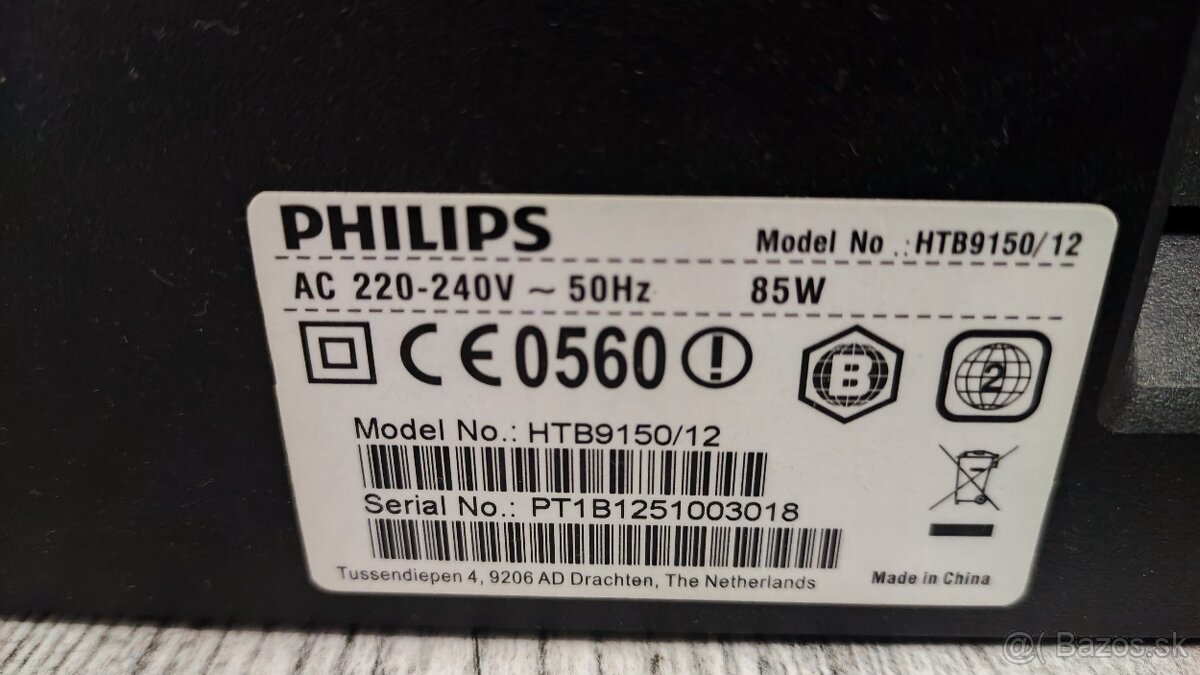 PHILIPS
Model No.: HTB9150/12
AC 220-240V ~ 50Hz 85W
CE0560 ! B 2
Model No.: HTB9150/12
Serial No.: PT1B1251003018
Tussendiepen 4, 9206 AD Drachten, The Netherlands
Made in China
@( Bazos.sk